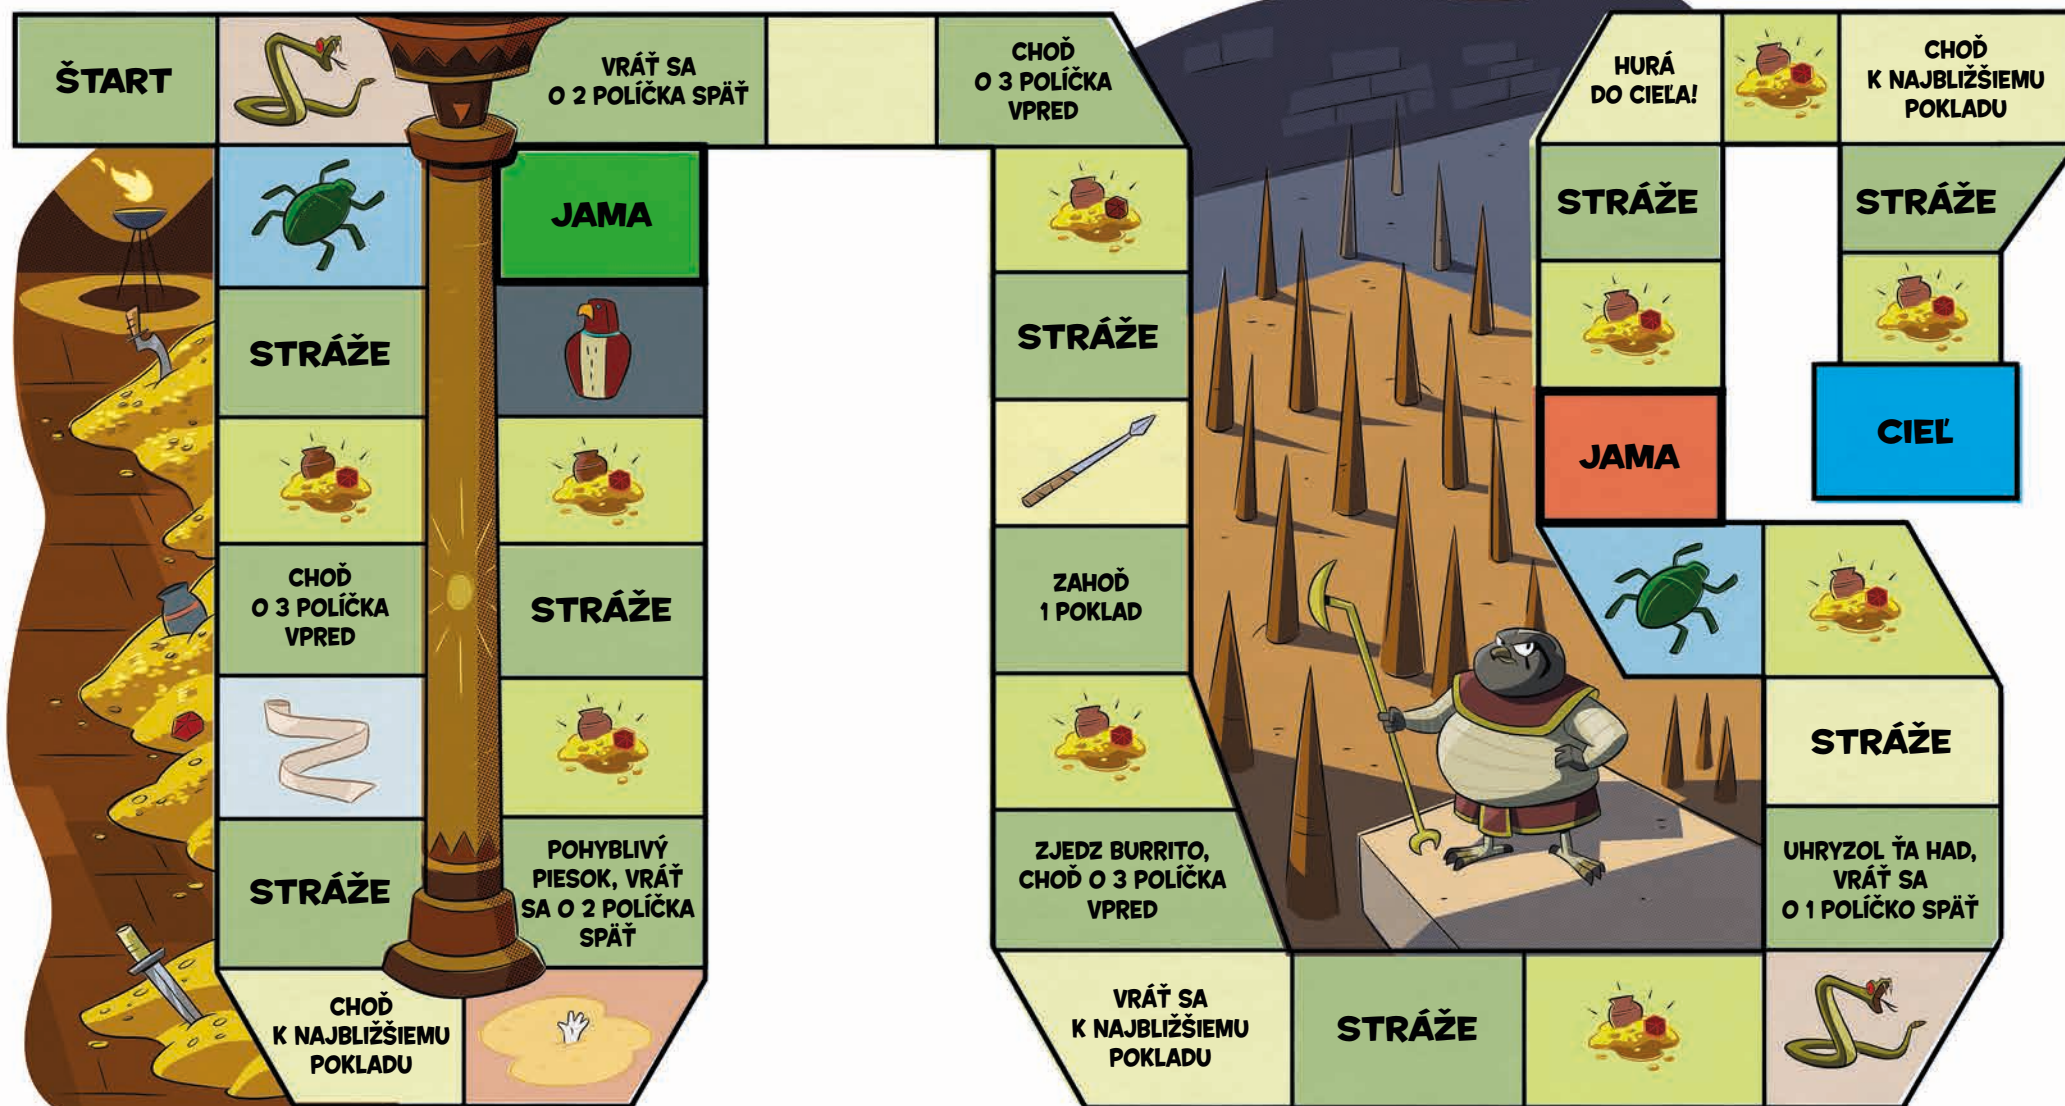 ŠTART
STRÁŽE
CHOĎ
O 3 POLÍČKA
VPRED
STRÁŽE
CHOĎ
K NAJBLIŽŠIEMU
POKLADU
POHYBLIVÝ
PIESOK, VRÁŤ
SA O 2 POLÍČKA
SPÄŤ
STRÁŽE
JAMA
VRÁŤ SA
O 2 POLÍČKA SPÄŤ
CHOĎ
O 3 POLÍČKA
VPRED
STRÁŽE
ZAHOĎ
1 POKLAD
ZJEDZ BURRITO,
CHOĎ O 3 POLÍČKA
VPRED
VRÁŤ SA
K NAJBLIŽŠIEMU
POKLADU
STRÁŽE
UHRYZOL ŤA HAD,
VRÁŤ SA
O 1 POLÍČKO SPÄŤ
STRÁŽE
JAMA
STRÁŽE
HURÁ
DO CIEĽA!
CHOĎ
K NAJBLIŽŠIEMU
POKLADU
STRÁŽE
CIEĽ